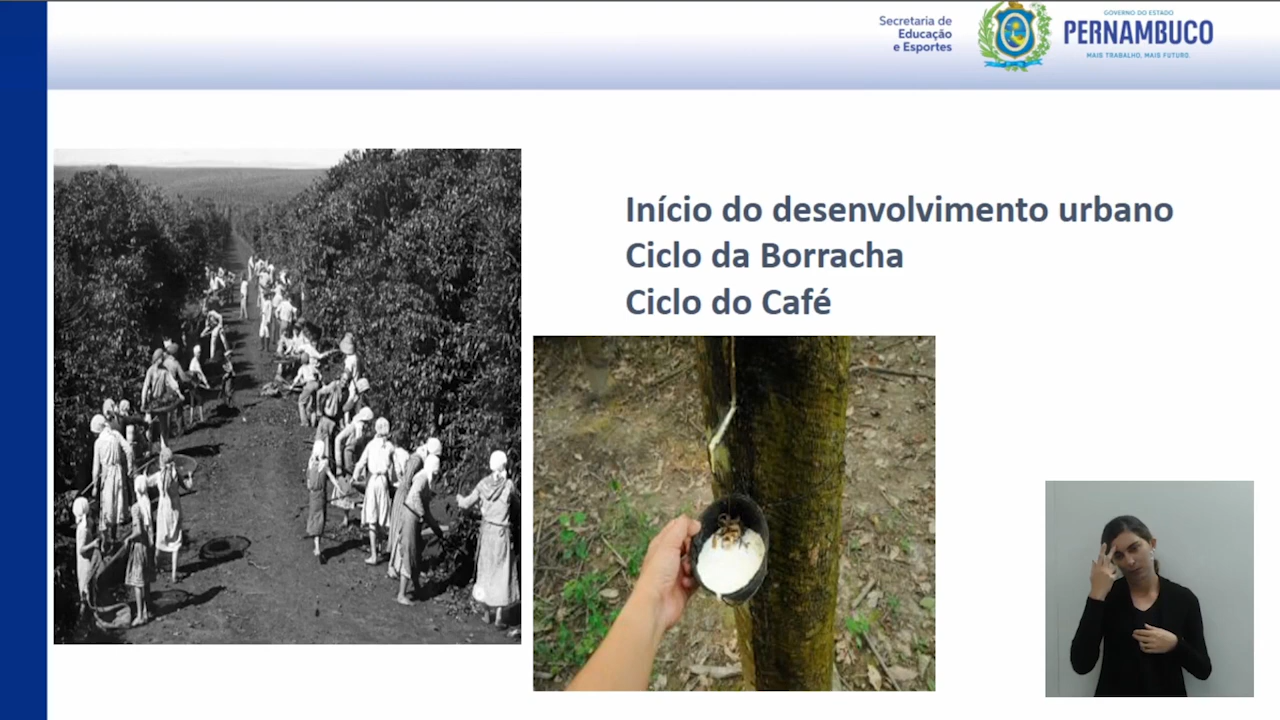 Secretaria de
Educação
e Esportes
GOVERNO DO ESTADO
PERNAMBUCO
MAIS TRABALHO, MAIS FUTURO.
Início do desenvolvimento urbano
Ciclo da Borracha
Ciclo do Café